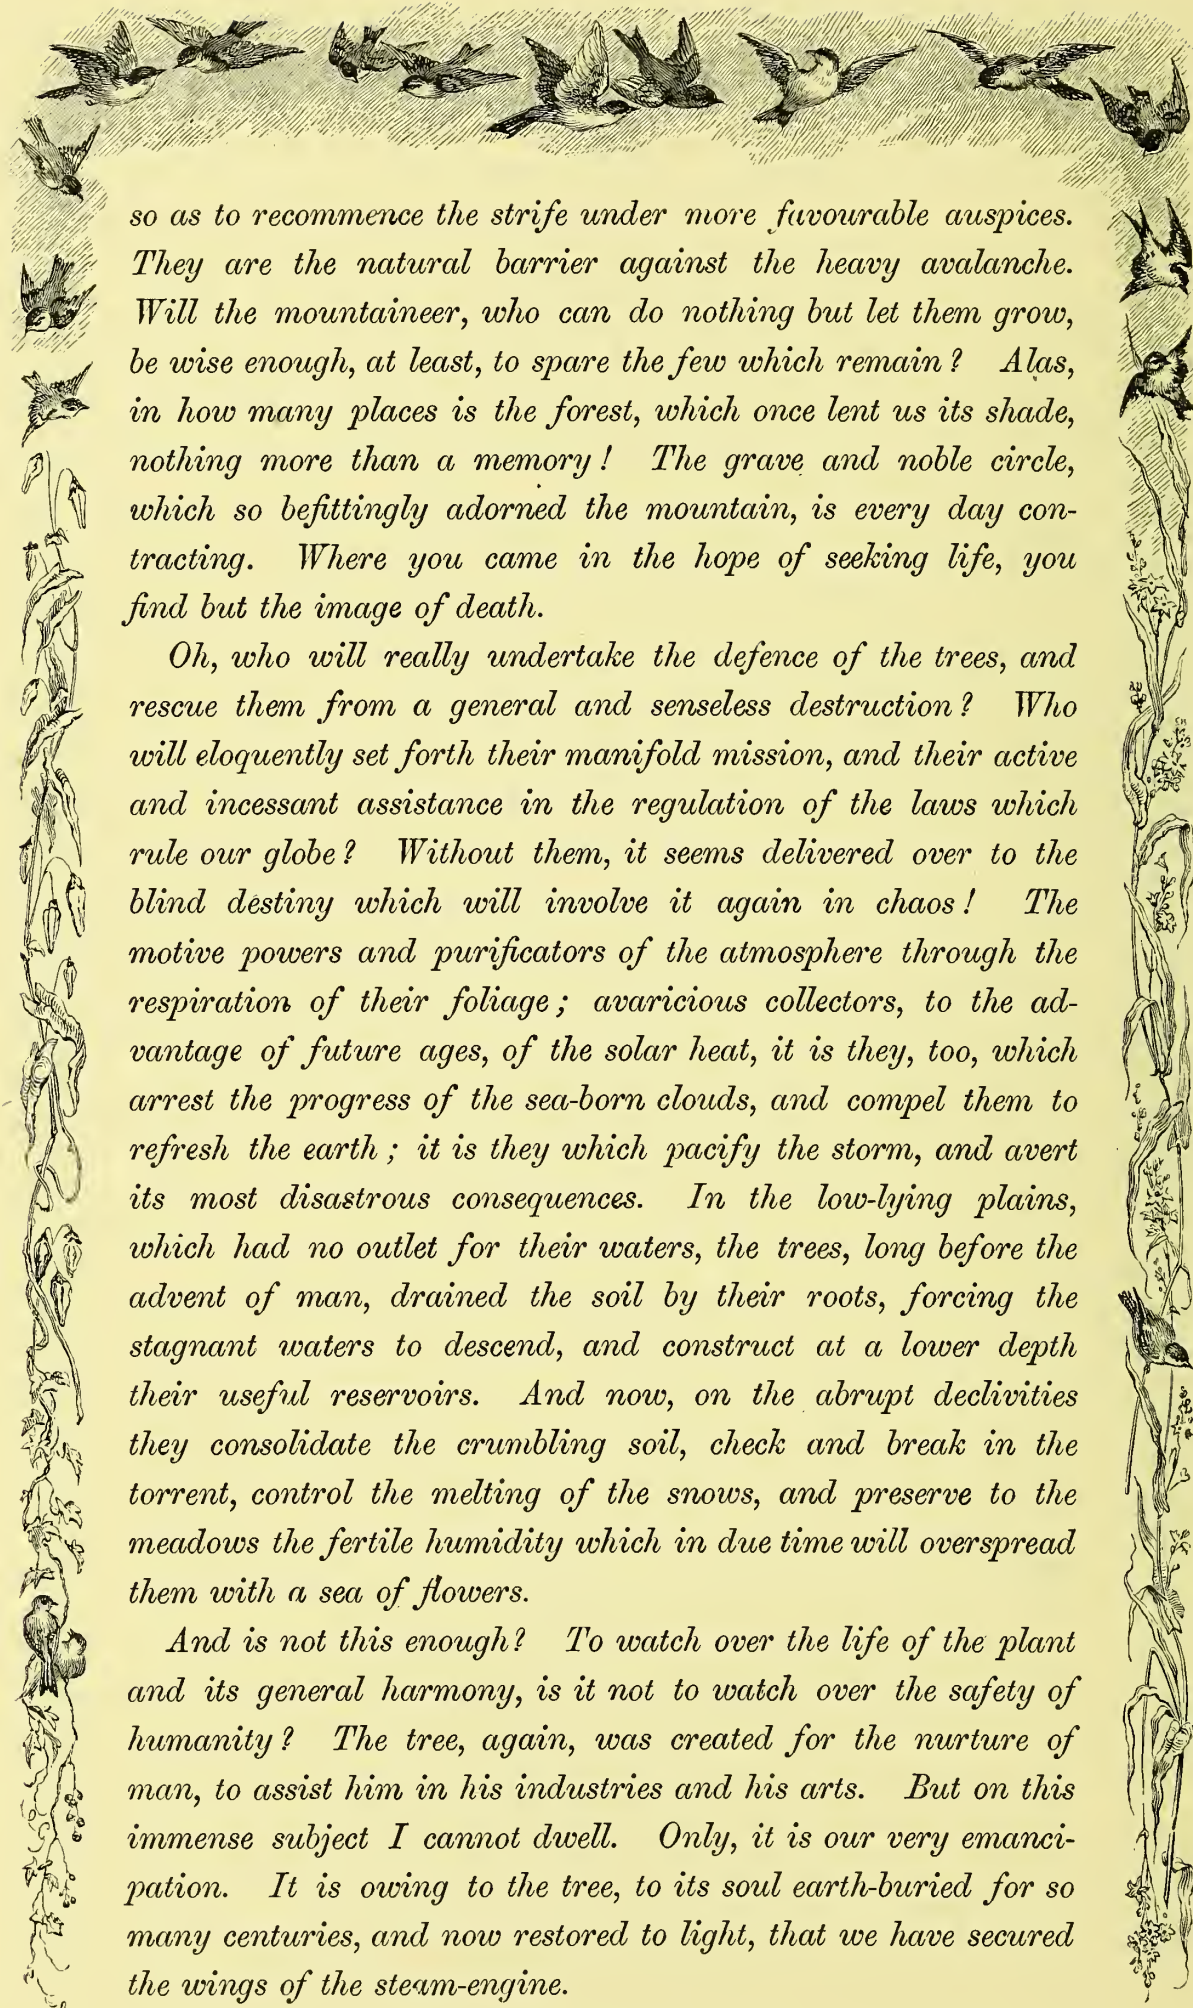 so as to recommence the strife under more favourable auspices.
They are the natural barrier against the heavy avalanche.
Will the mountaineer, who can do nothing but let them grow,
be wise enough, at least, to spare the few which remain? Alas,
in how many places is the forest, which once lent us its shade,
nothing more than a memory! The grave and noble circle,
which so befittingly adorned the mountain, is every day con-
tracting. Where you came in the hope of seeking life, you
find but the image of death.
Oh, who will really undertake the defence of the trees, and
rescue them from a general and senseless destruction? Who
will eloquently set forth their manifold mission, and their active
and incessant assistance in the regulation of the laws which
rule our globe? Without them, it seems delivered over to the
blind destiny which will involve it again in chaos! The
motive powers and purificators of the atmosphere through the
respiration of their foliage; avaricious collectors, to the ad-
vantage of future ages, of the solar heat, it is they, too, which
arrest the progress of the sea-born clouds, and compel them to
refresh the earth; it is they which pacify the storm, and avert
its most disastrous consequences. In the low-lying plains,
which had no outlet for their waters, the trees, long before the
advent of man, drained the soil by their roots, forcing the
stagnant waters to descend, and construct at a lower depth
their useful reservoirs. And now, on the abrupt declivities
they consolidate the crumbling soil, check and break in the
torrent, control the melting of the snows, and preserve to the
meadows the fertile humidity which in due time will overspread
them with a sea of flowers.
And is not this enough? To watch over the life of the plant
and its general harmony, is it not to watch over the safety of
humanity? The tree, again, was created for the nurture of
man, to assist him in his industries and his arts. But on this
immense subject I cannot dwell. Only, it is our very emanci-
pation. It is owing to the tree, to its soul earth-buried for so
many centuries, and now restored to light, that we have secured
the wings of the steam-engine.